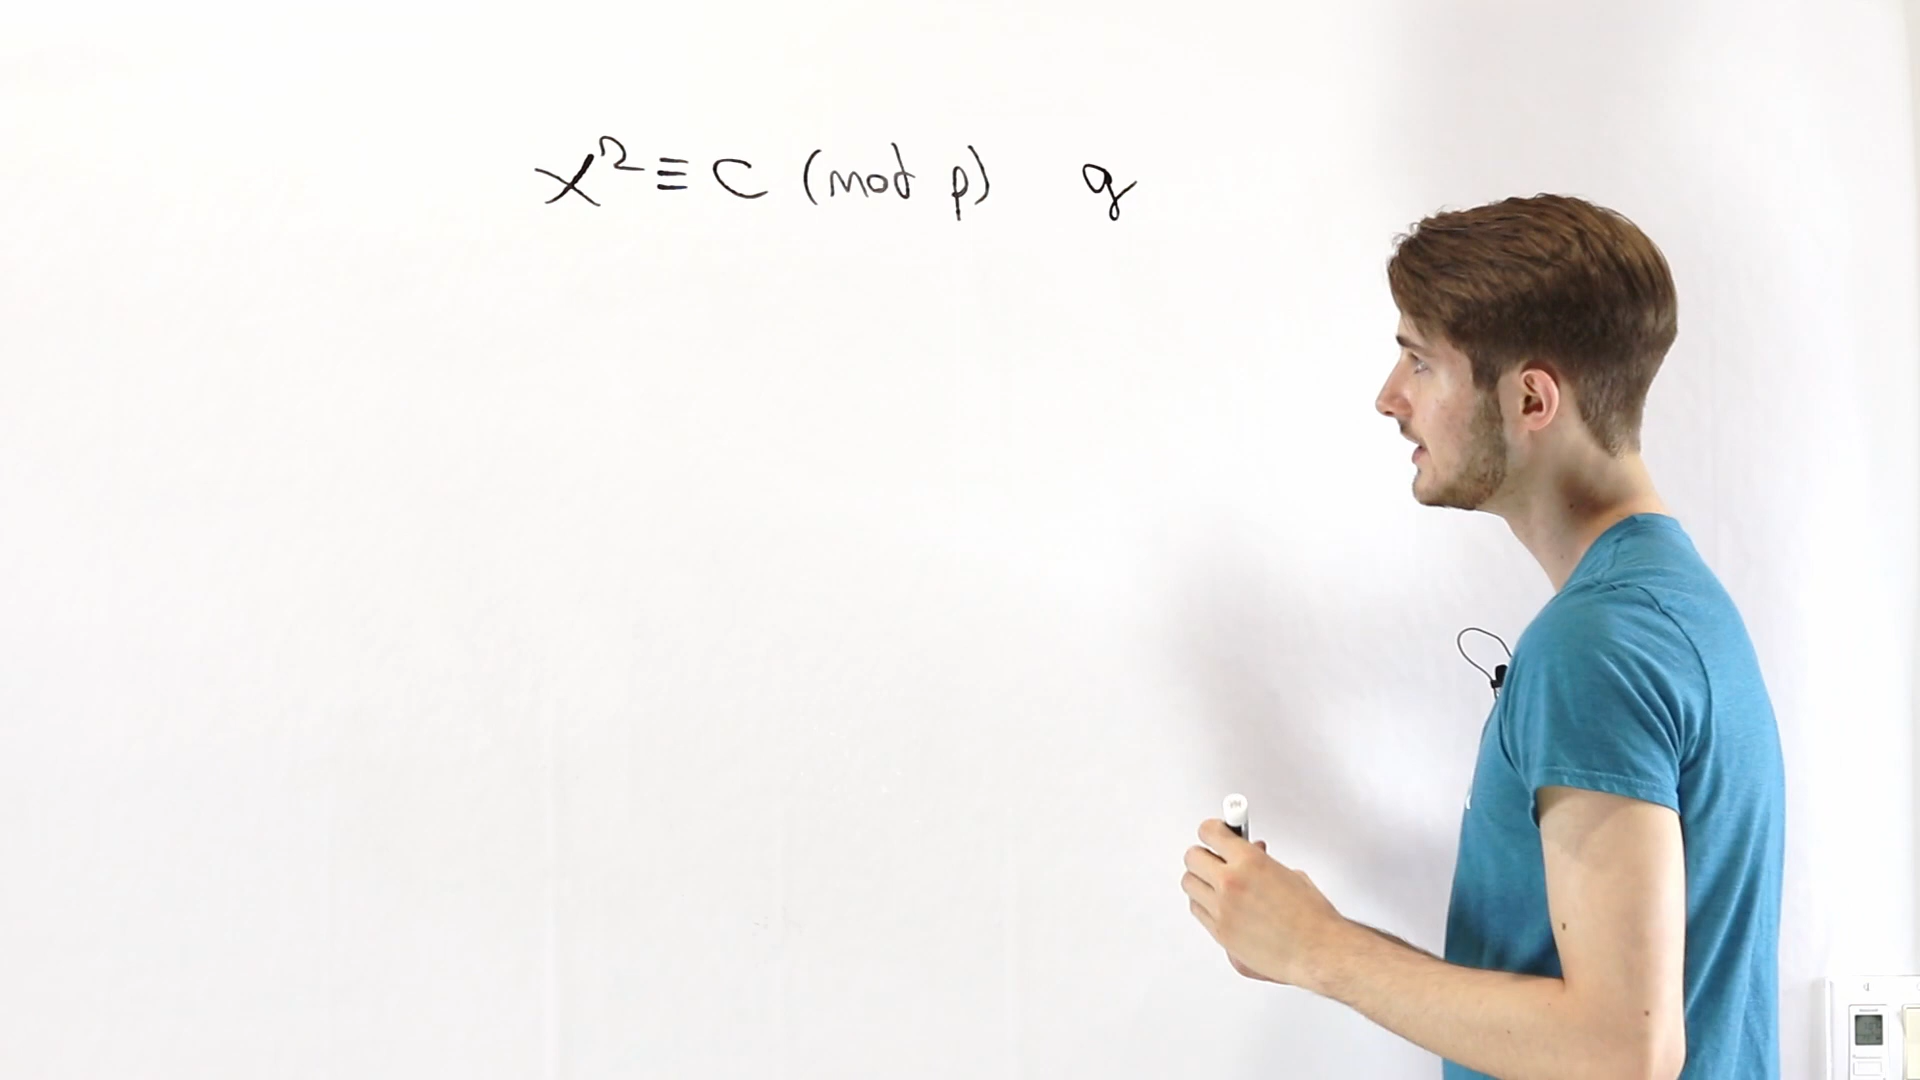 x² ≡ C (mod p) g